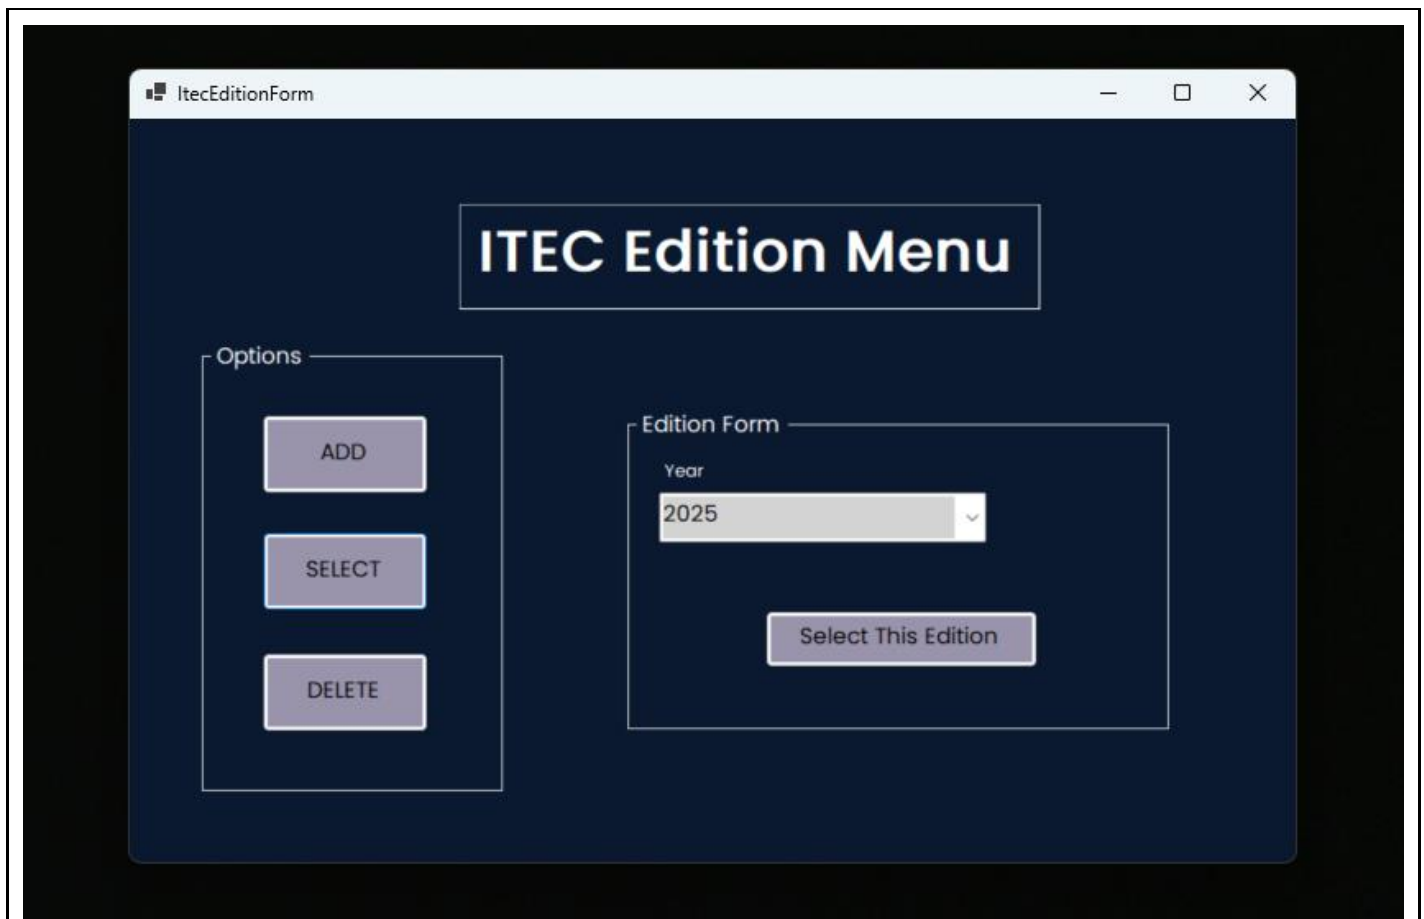 ItecEditionForm
ITEC Edition Menu
Options
ADD
SELECT
DELETE
Edition Form
Year
2025
Select This Edition